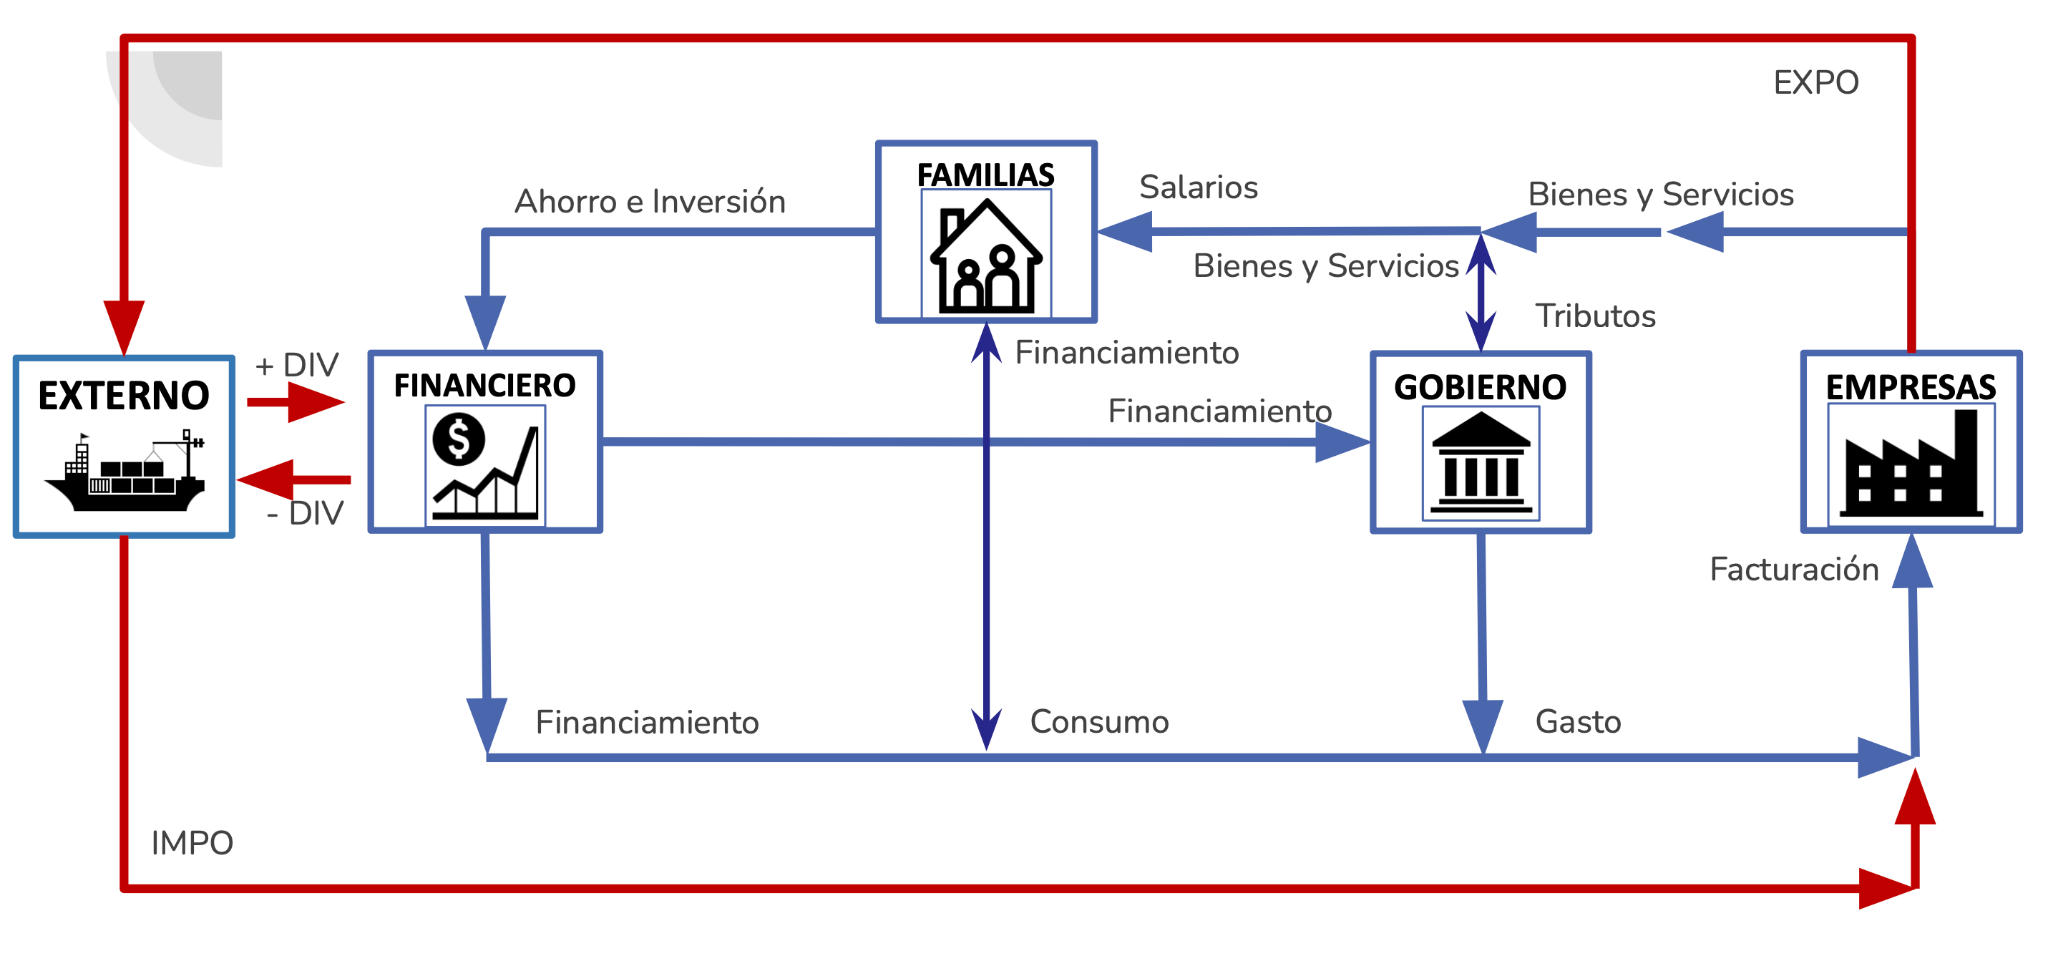 EXPO
FAMILIAS
Salarios
Bienes y Servicios
Ahorro e Inversión
Bienes y Servicios
Tributos
Financiamiento
+ DIV
EXTERNO
FINANCIERO
$
Financiamiento
GOBIERNO
EMPRESAS
- DIV
Facturación
Financiamiento
Consumo
Gasto
IMPO